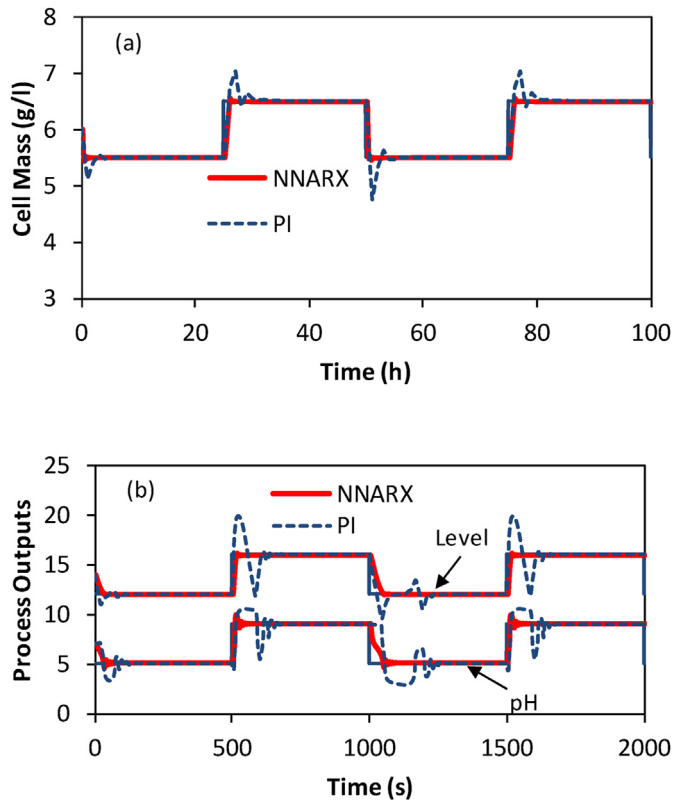 (a)
8
7
6
5
4
3
Cell Mass (g/l)
NNARX
PI
0
20
40
60
80
100
Time (h)
(b)
25
20
15
10
5
0
Process Outputs
NNARX
PI
Level
pH
0
500
1000
1500
2000
Time (s)